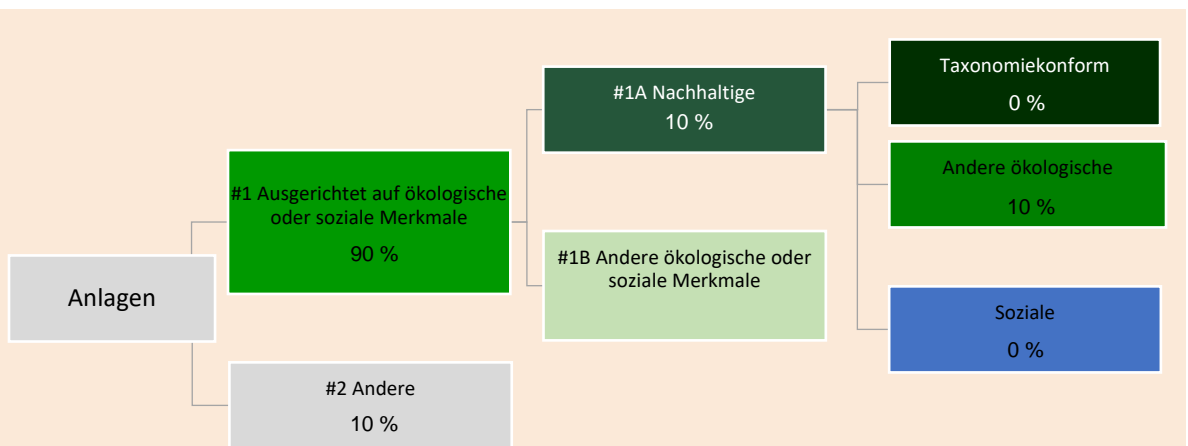 Anlagen
#1 Ausgerichtet auf ökologische
oder soziale Merkmale
90 %
#2 Andere
10 %
#1A Nachhaltige
10 %
#1B Andere ökologische oder
soziale Merkmale
Taxonomiekonform
0 %
Andere ökologische
10 %
Soziale
0 %